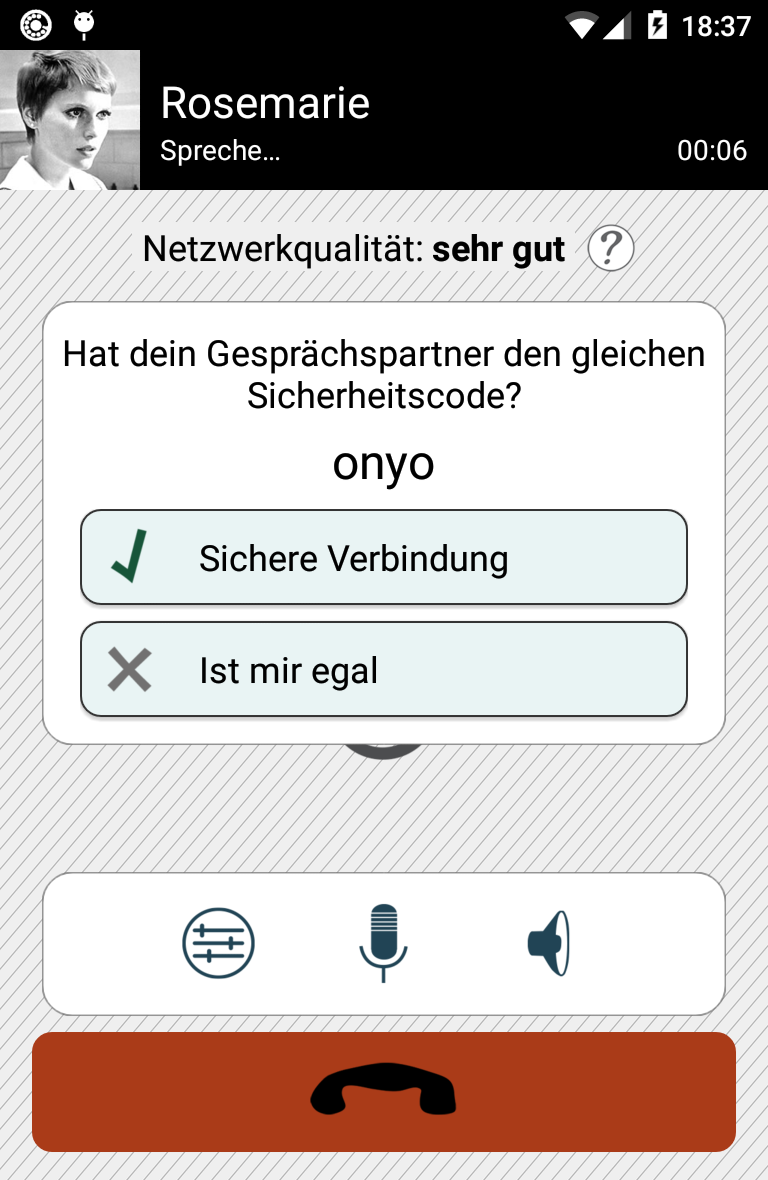 18:37
Rosemarie
Spreche… 00:06
Netzwerkqualität: sehr gut ?
Hat dein Gesprächspartner den gleichen
Sicherheitscode?
onyo
Sichere Verbindung
Ist mir egal